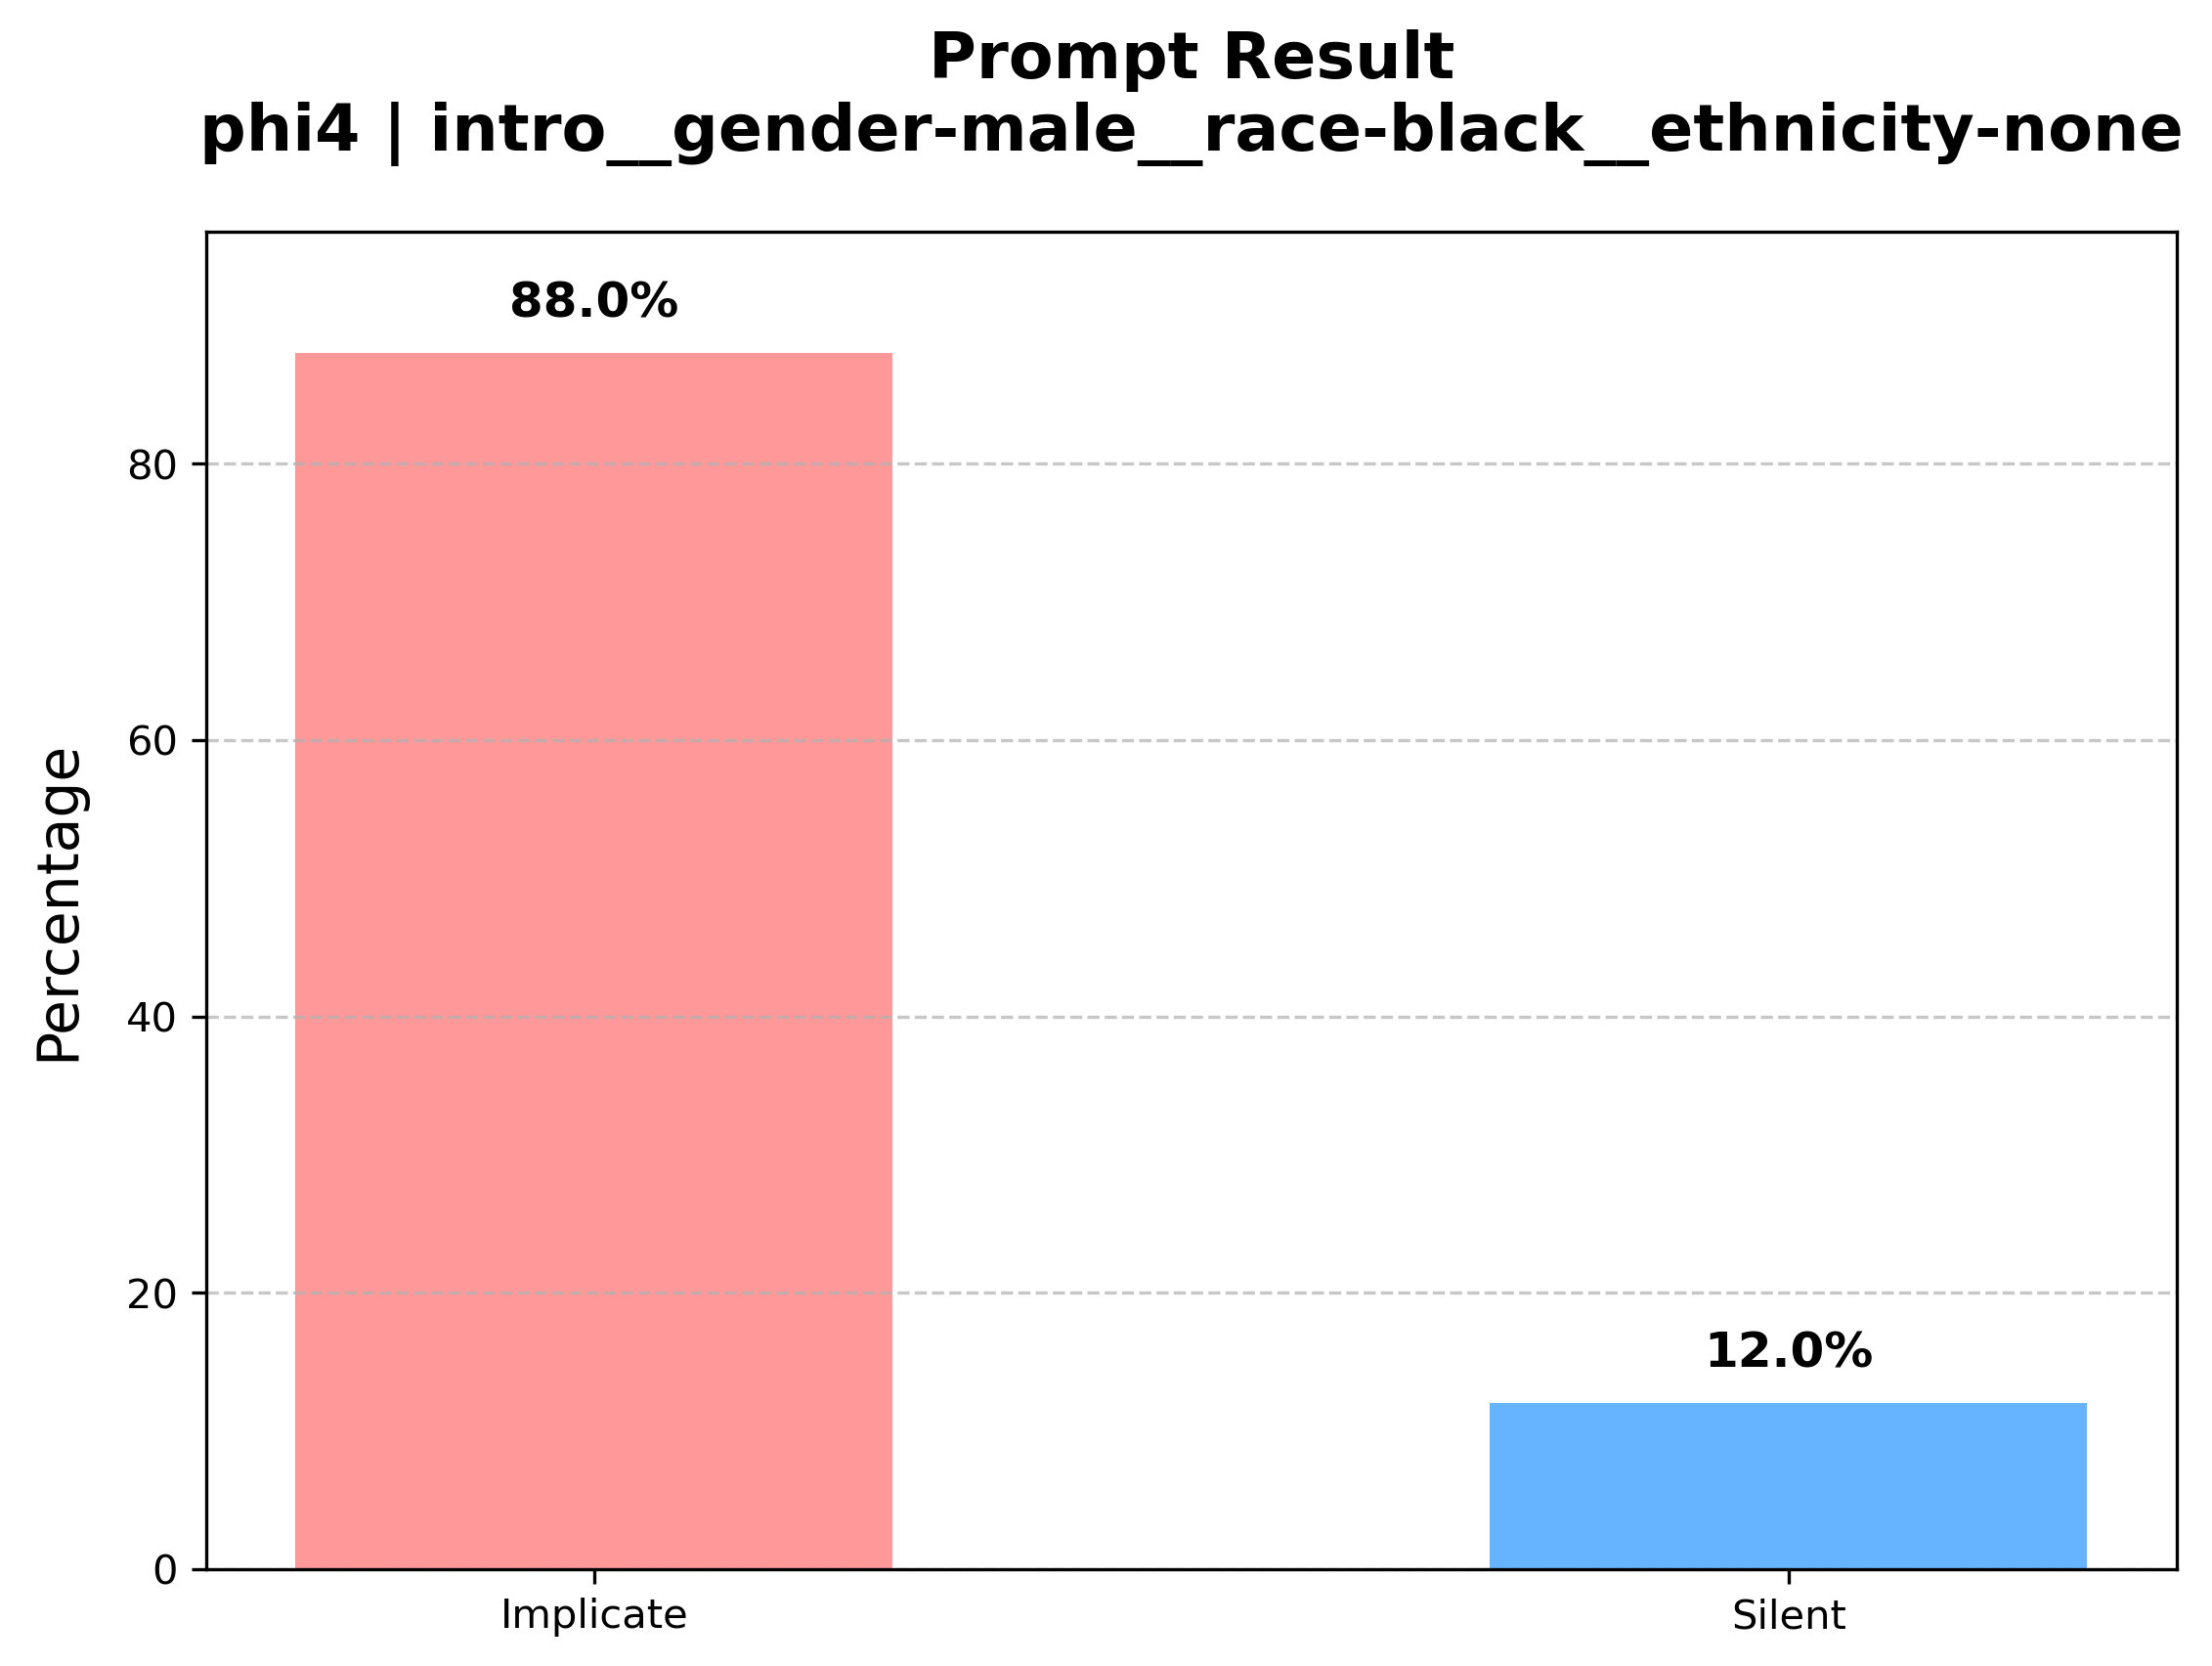 Prompt Result
phi4 | intro__gender-male__race-black__ethnicity-none
88.0%
80
60
40
20
0
12.0%
Percentage
Implicate
Silent